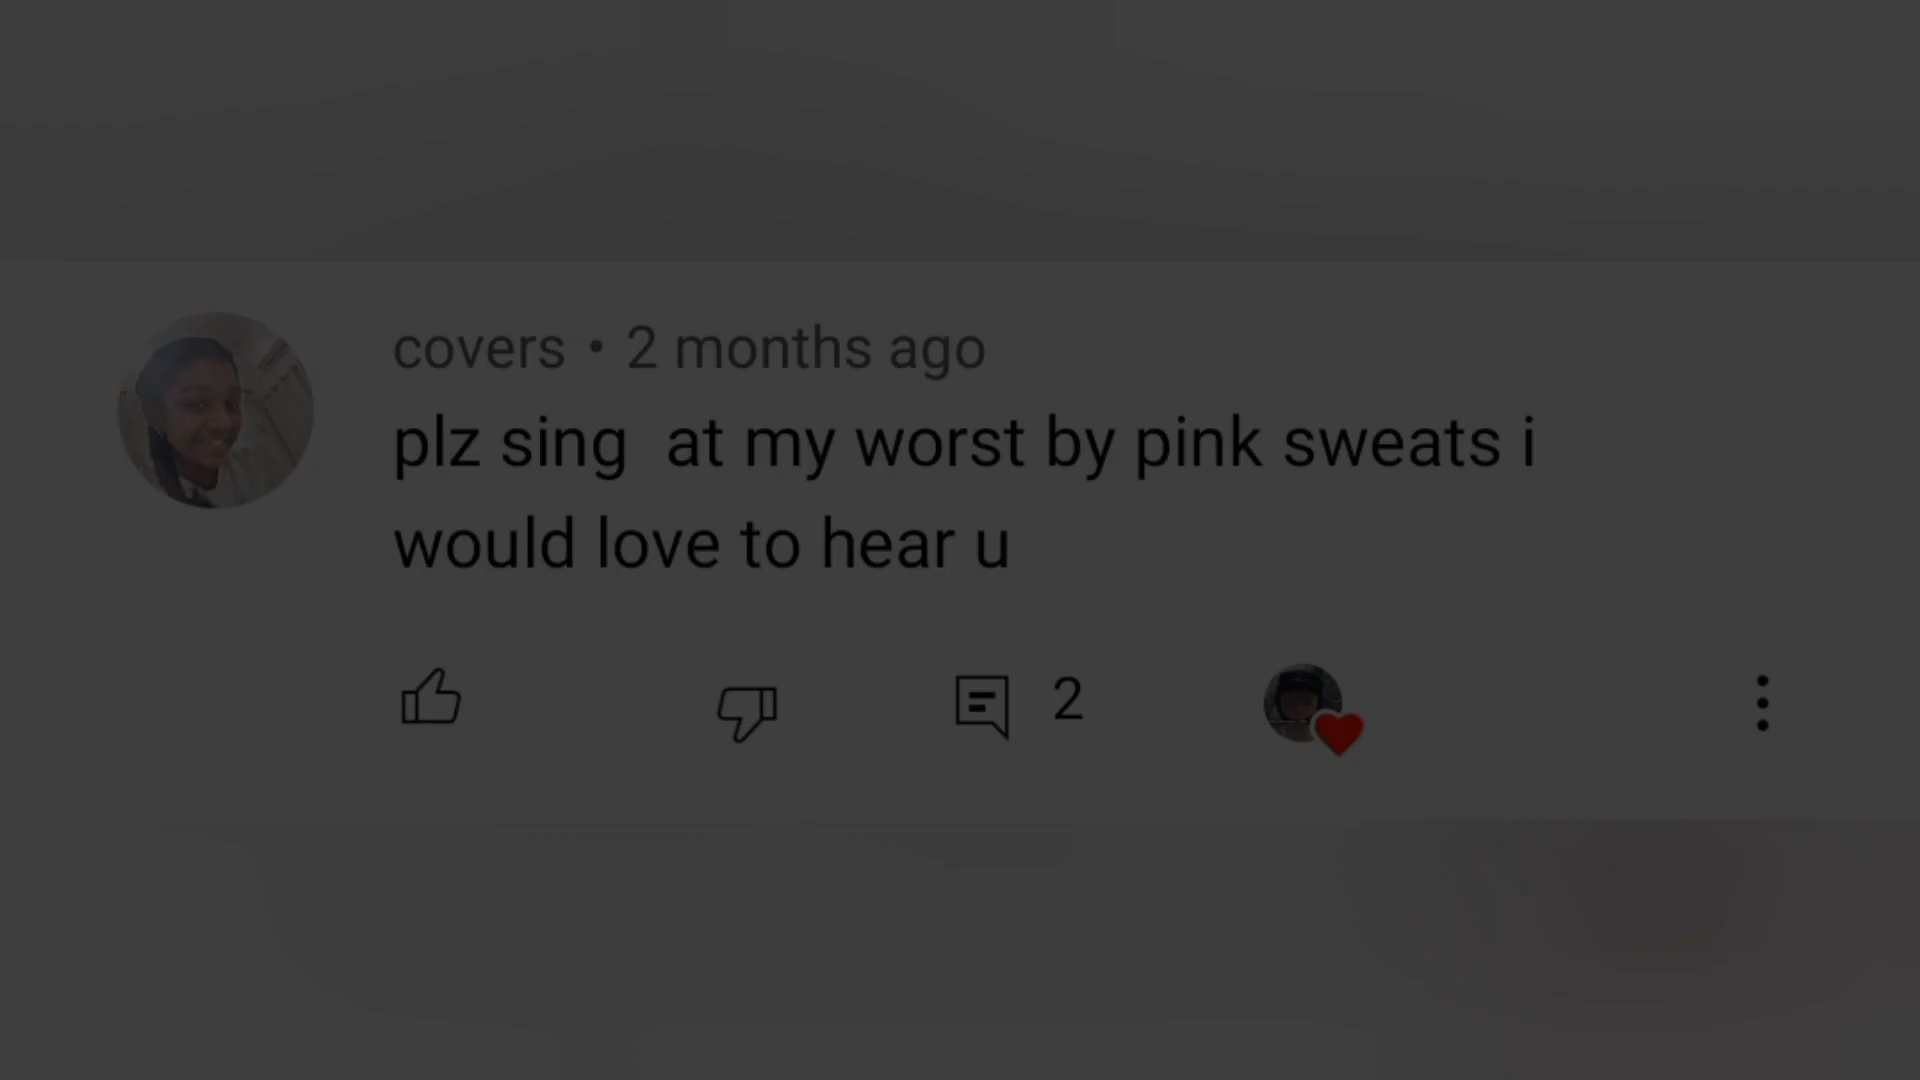 covers • 2 months ago
plz sing  at my worst by pink sweats i
would love to hear u
2